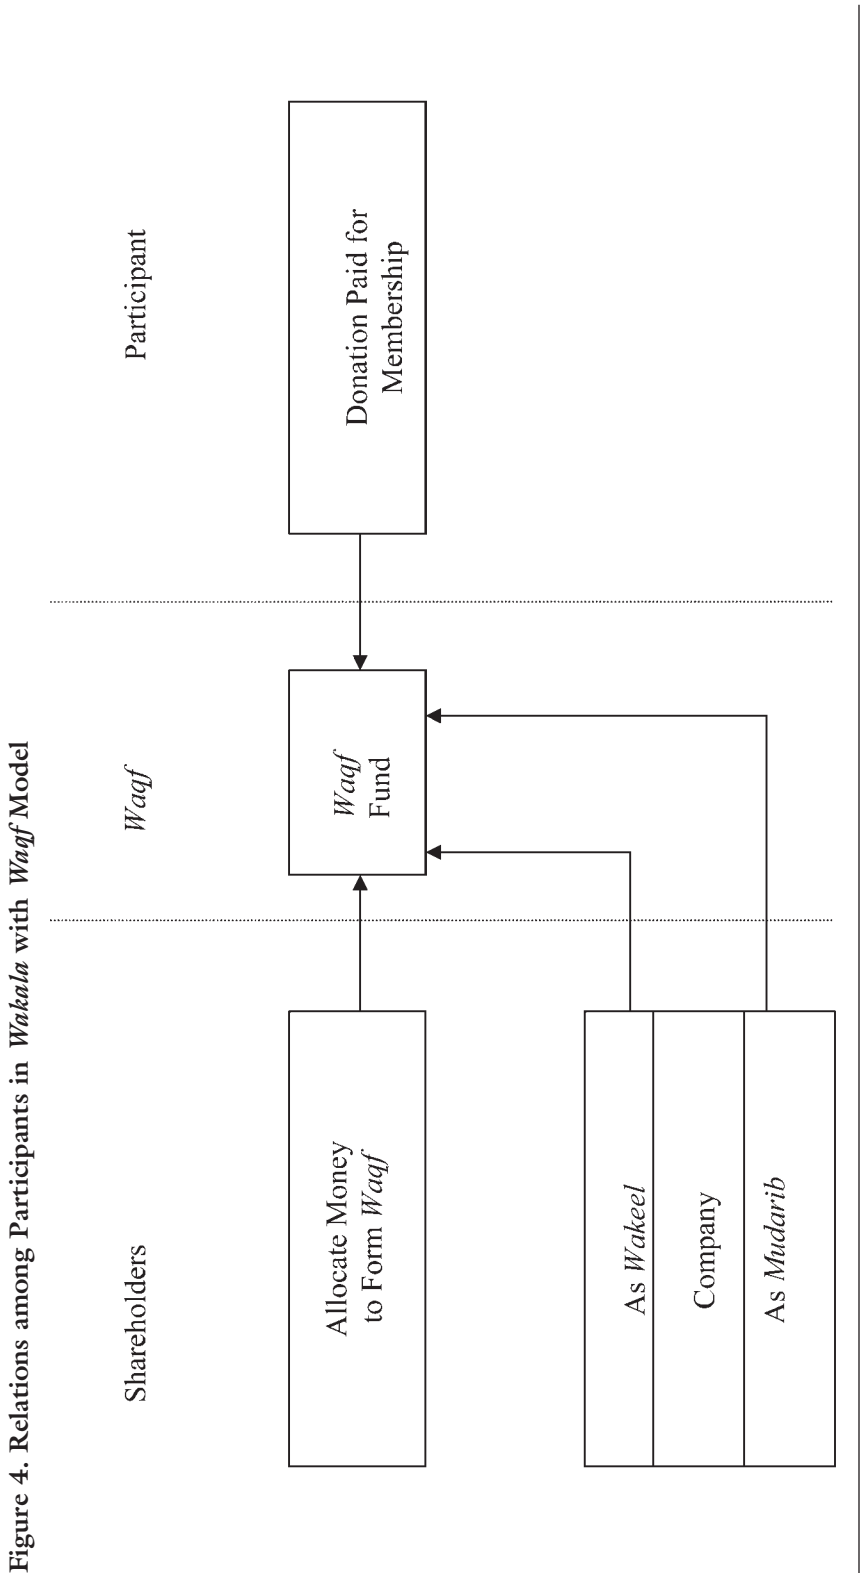 Figure 4. Relations among Participants in Wakala with Waqf Model
Shareholders
Waqf
Participant
Allocate Money
to Form Waqf
Waqf
Fund
Donation Paid for
Membership
As Wakeel
Company
As Mudarib